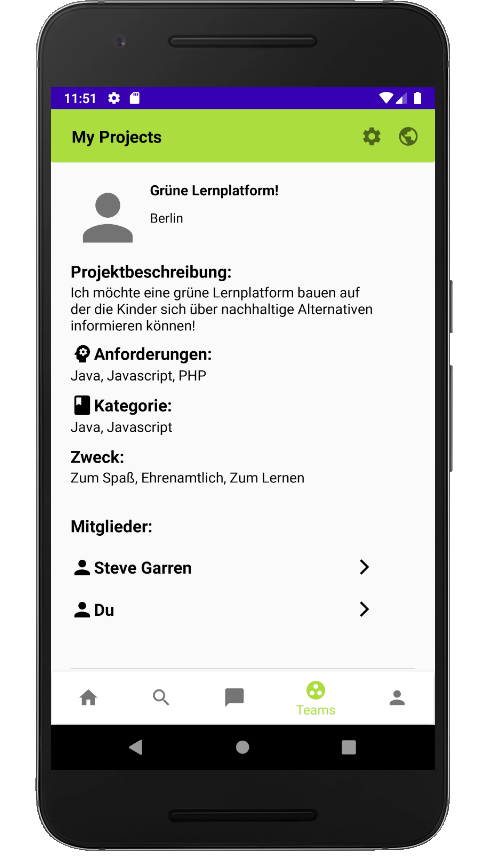 11:51
My Projects
Grüne Lernplatform!
Berlin
Projektbeschreibung:
Ich möchte eine grüne Lernplatform bauen auf
der die Kinder sich über nachhaltige Alternativen
informieren können!
Anforderungen:
Java, Javascript, PHP
Kategorie:
Java, Javascript
Zweck:
Zum Spaß, Ehrenamtlich, Zum Lernen
Mitglieder:
Steve Garren
Du
Teams